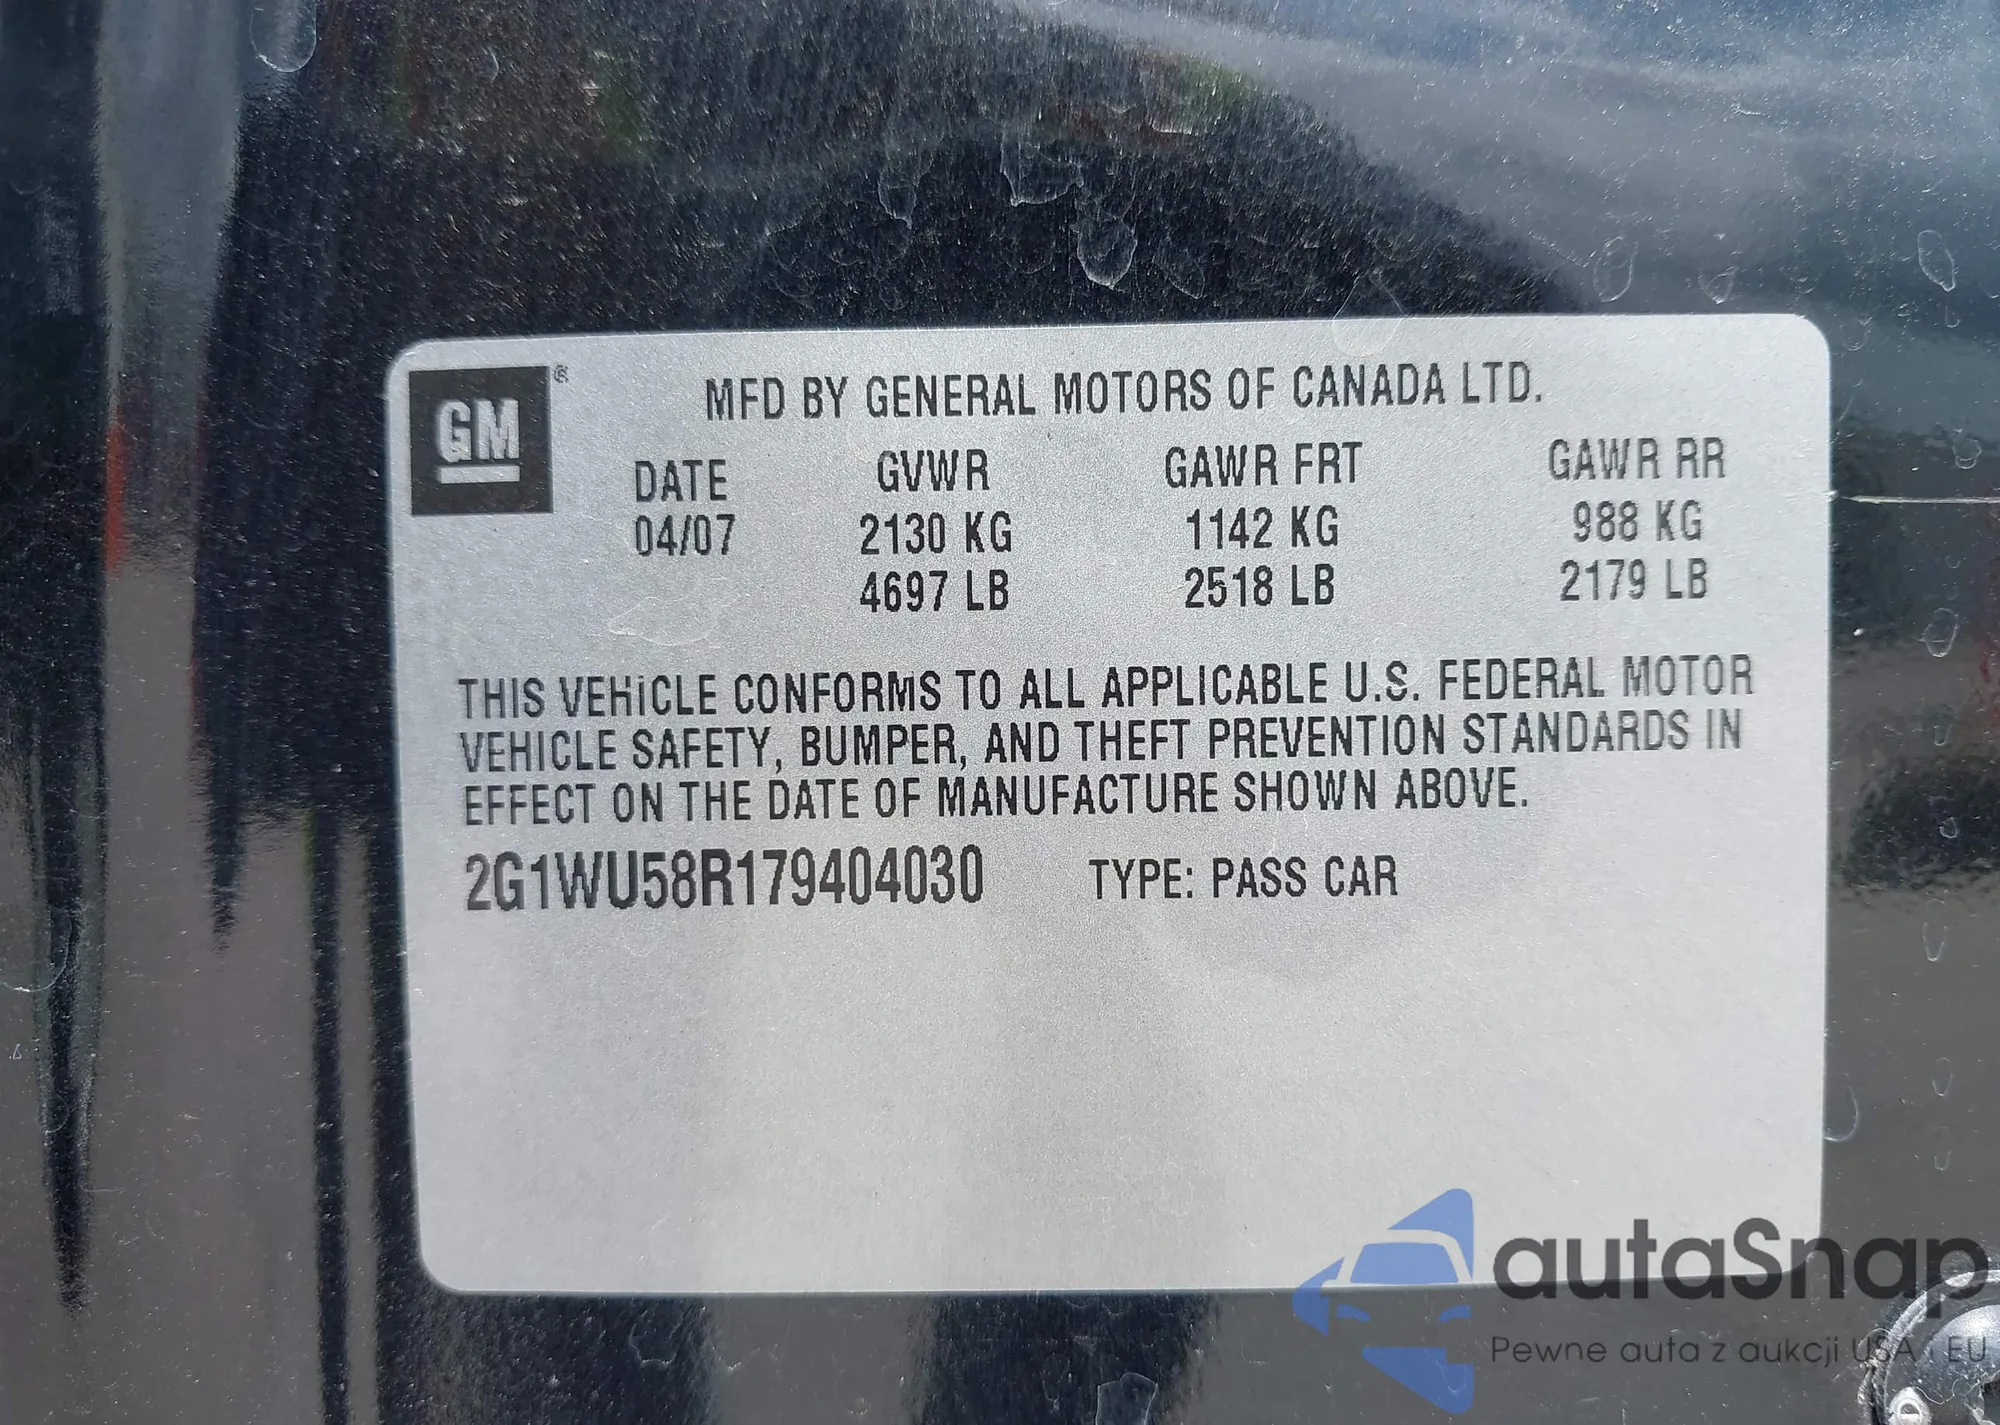 GM ®
MFD BY GENERAL MOTORS OF CANADA LTD.
DATE GVWR GAWR FRT GAWR RR
04/07 2130 KG 1142 KG 988 KG
4697 LB 2518 LB 2179 LB
THIS VEHICLE CONFORMS TO ALL APPLICABLE U.S. FEDERAL MOTOR
VEHICLE SAFETY, BUMPER, AND THEFT PREVENTION STANDARDS IN
EFFECT ON THE DATE OF MANUFACTURE SHOWN ABOVE.
2G1WU58R179404030 TYPE: PASS CAR
autaSnap
Pewne auta z aukcji USA i EU